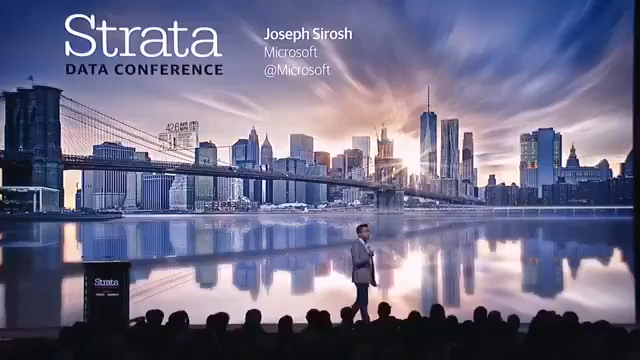 Strata
DATA CONFERENCE
Joseph Sirosh
Microsoft
@Microsoft
Strata